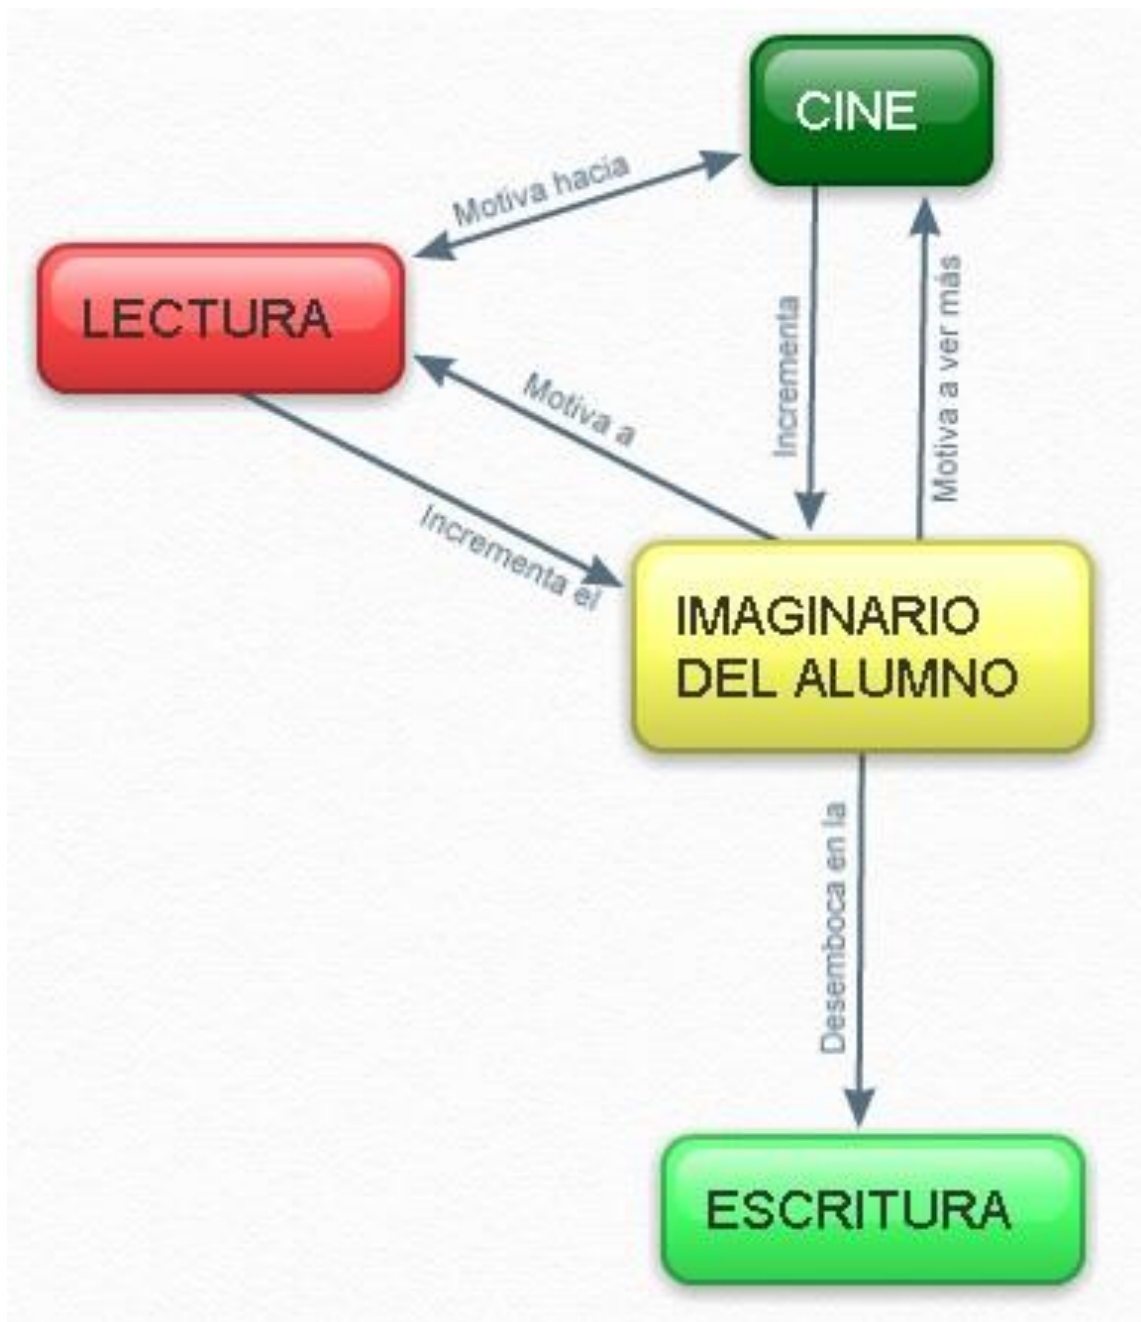 CINE
Motiva hacia
LECTURA
Motiva a
Incrementa
Motiva a ver más
Incrementa el
IMAGINARIO
DEL ALUMNO
Desemboca en la
ESCRITURA